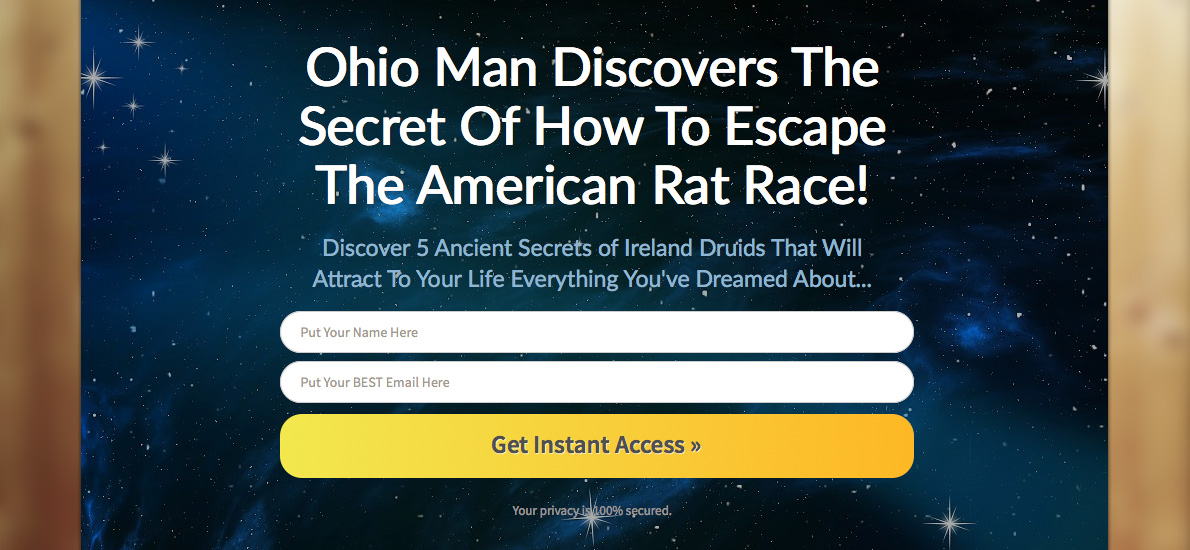 Ohio Man Discovers The
Secret Of How To Escape
The American Rat Race!
Discover 5 Ancient Secrets of Ireland Druids That Will
Attract To Your Life Everything You've Dreamed About...
Put Your Name Here
Put Your BEST Email Here
Get Instant Access »
Your privacy is 100% secured.